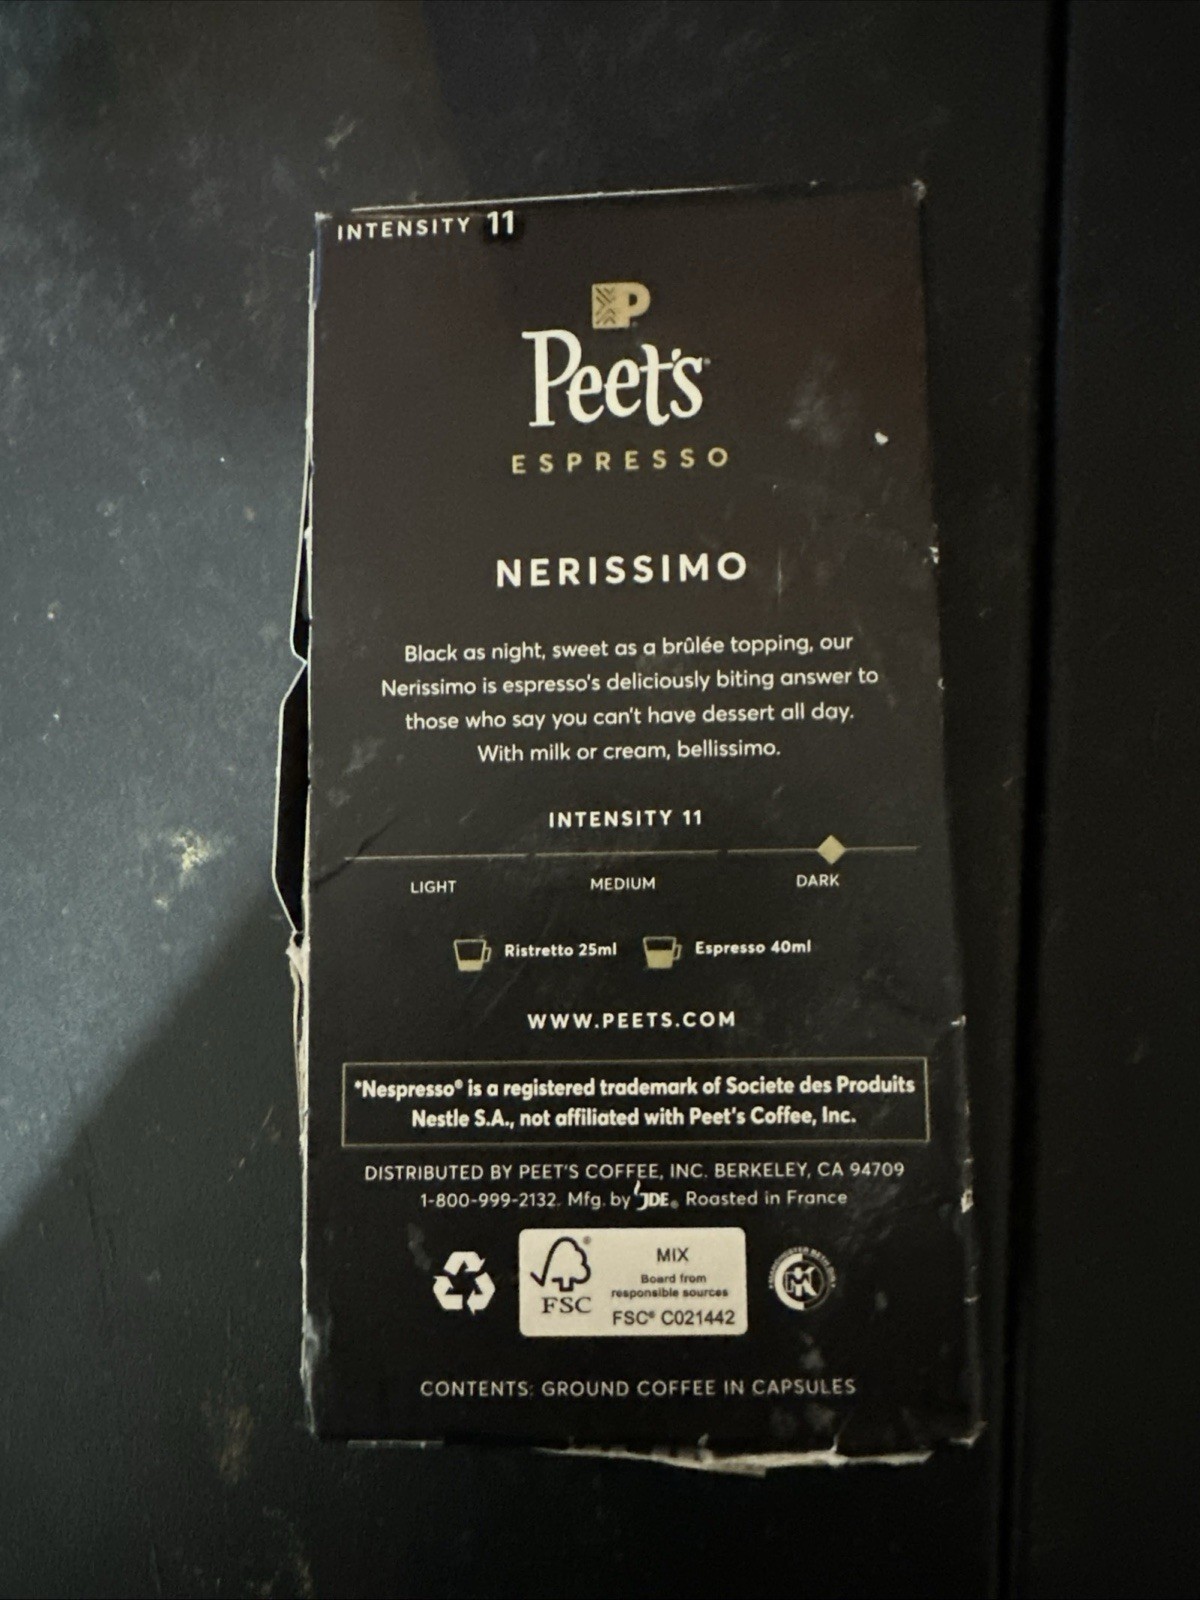 INTENSITY 11
P
Peet's
ESPRESSO
NERISSIMO
Black as night, sweet as a brûlée topping, our
Nerissimo is espresso's deliciously biting answer to
those who say you can't have dessert all day.
With milk or cream, bellissimo.
INTENSITY 11
LIGHT MEDIUM DARK
Ristretto 25ml Espresso 40ml
WWW.PEETS.COM
*Nespresso® is a registered trademark of Societe des Produits
Nestle S.A., not affiliated with Peet's Coffee, Inc.
DISTRIBUTED BY PEET'S COFFEE, INC. BERKELEY, CA 94709
1-800-999-2132. Mfg. by JDE® Roasted in France
FSC®
MIX
Board from
responsible sources
FSC® C021442
MANCHESTER BETH DIN
MK
CONTENTS: GROUND COFFEE IN CAPSULES